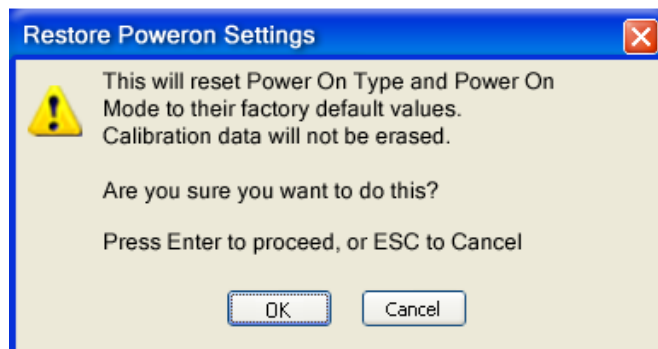 Restore Poweron Settings
This will reset Power On Type and Power On
Mode to their factory default values.
Calibration data will not be erased.
Are you sure you want to do this?
Press Enter to proceed, or ESC to Cancel
OK
Cancel